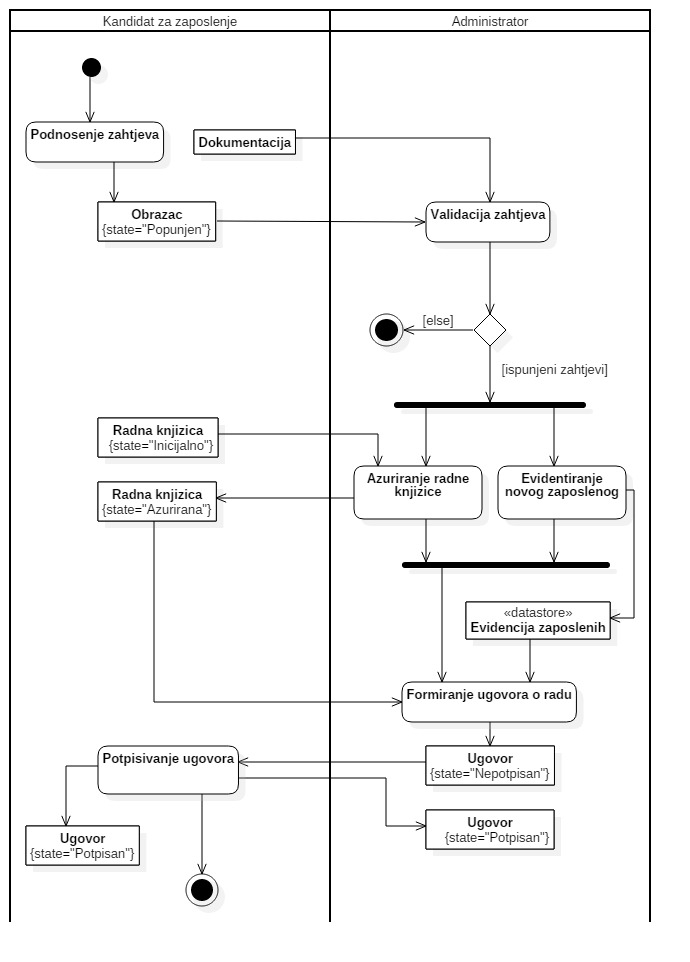 Kandidat za zaposlenje
Administrator
Podnosenje zahtjeva
Dokumentacija
Obrazac
{state="Popunjen"}
Validacija zahtjeva
[else]
[ispunjeni zahtjevi]
Radna knjizica
{state="Inicijalno"}
Azuriranje radne
knjizice
Evidentiranje
novog zaposlenog
Radna knjizica
{state="Azurirana"}
«datastore»
Evidencija zaposlenih
Formiranje ugovora o radu
Potpisivanje ugovora
Ugovor
{state="Nepotpisan"}
Ugovor
{state="Potpisan"}
Ugovor
{state="Potpisan"}